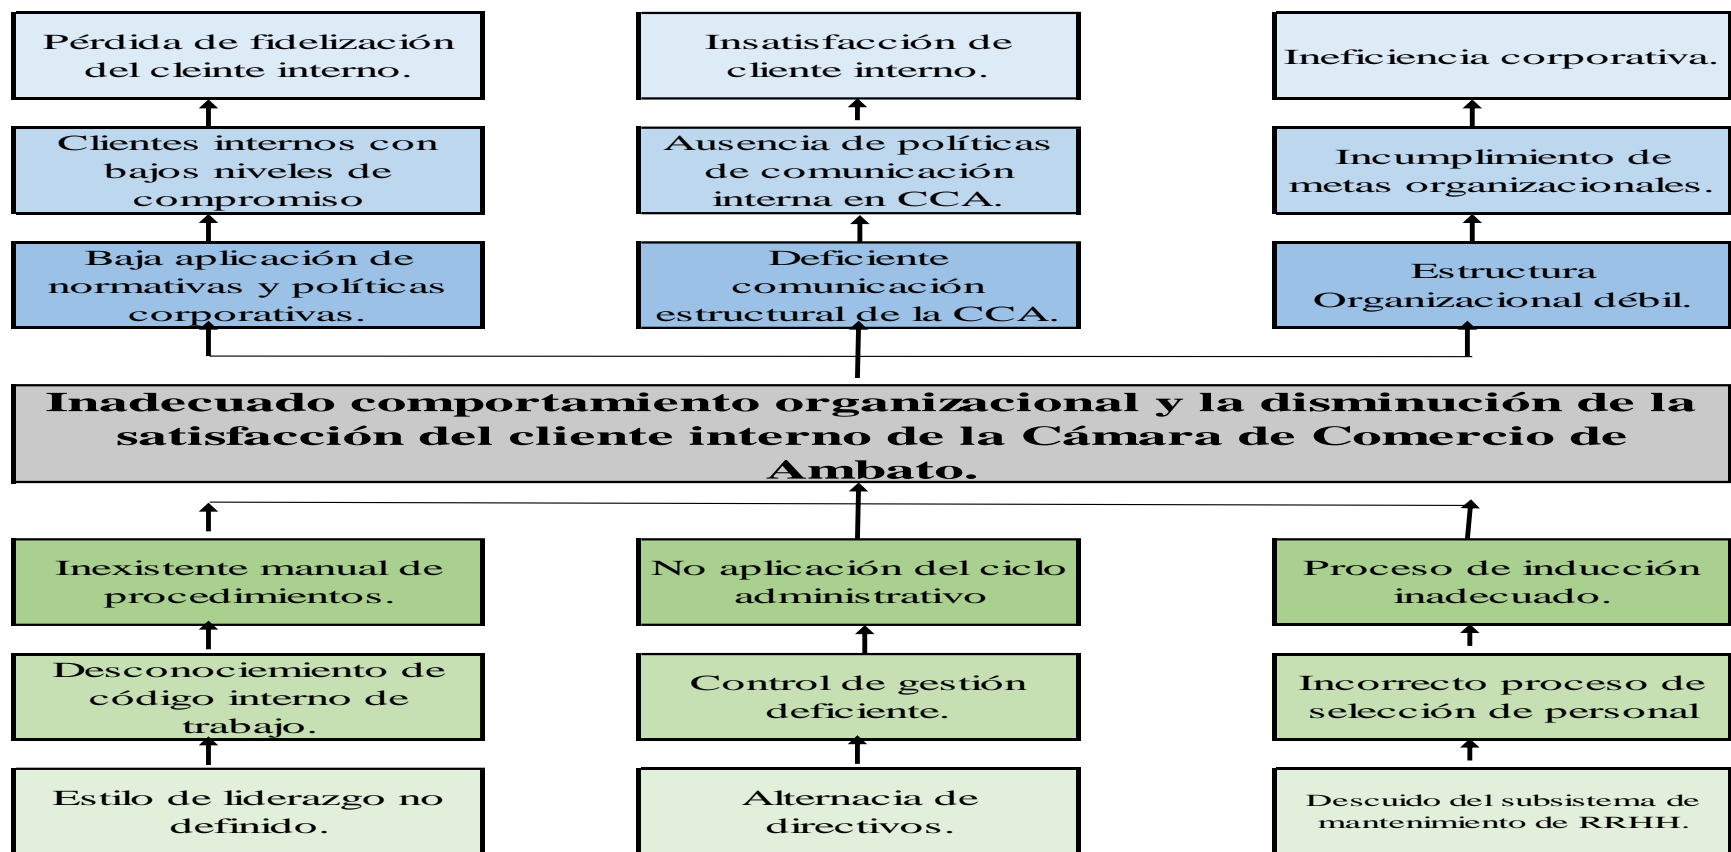 Pérdida de fidelización
del cleinte interno.
Insatisfacción de
cliente interno.
Ineficiencia corporativa.
Clientes internos con
bajos niveles de
compromiso
Ausencia de políticas
de comunicación
interna en CCA.
Incumplimiento de
metas organizacionales.
Baja aplicación de
normativas y políticas
corporativas.
Deficiente
comunicación
estructural de la CCA.
Estructura
Organizacional débil.
Inadecuado comportamiento organizacional y la disminución de la
satisfacción del cliente interno de la Cámara de Comercio de
Ambato.
Inexistente manual de
procedimientos.
No aplicación del ciclo
administrativo
Proceso de inducción
inadecuado.
Desconociemiento de
código interno de
trabajo.
Control de gestión
deficiente.
Incorrecto proceso de
selección de personal
Estilo de liderazgo no
definido.
Alternacia de
directivos.
Descuido del subsistema de
mantenimiento de RRHH.